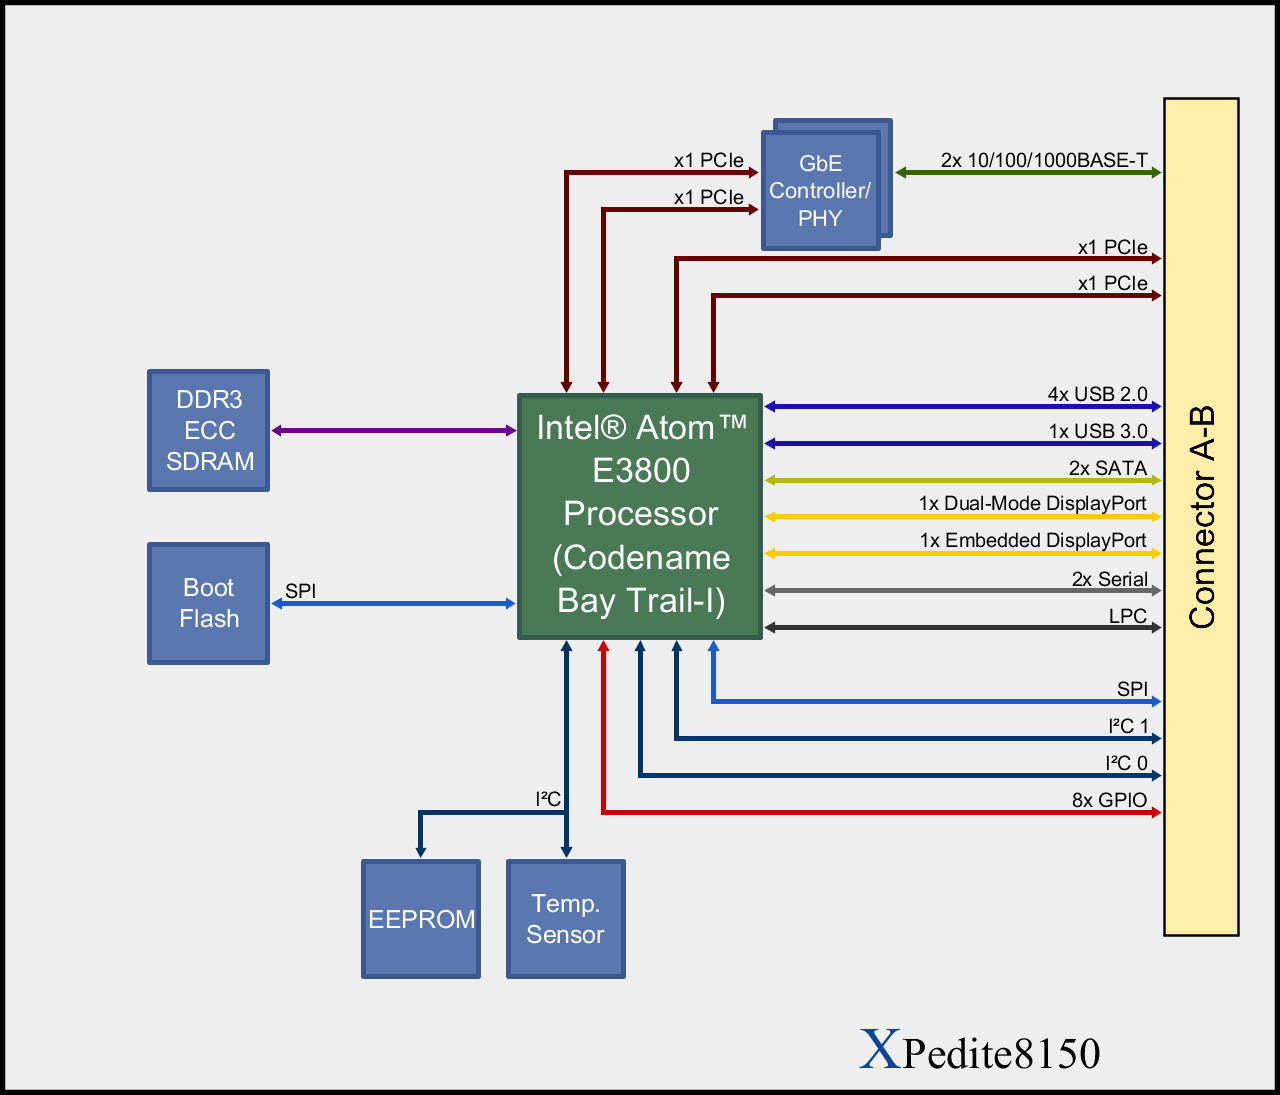 x1 PCIe
x1 PCIe
GbE
Controller/
PHY
2x 10/100/1000BASE-T
x1 PCIe
x1 PCIe
DDR3
ECC
SDRAM
Boot
Flash
SPI
Intel® Atom™
E3800
Processor
(Codename
Bay Trail-I)
4x USB 2.0
1x USB 3.0
2x SATA
1x Dual-Mode DisplayPort
1x Embedded DisplayPort
2x Serial
LPC
SPI
I²C 1
I²C 0
8x GPIO
Connector A-B
I²C
EEPROM
Temp.
Sensor
XPedite8150